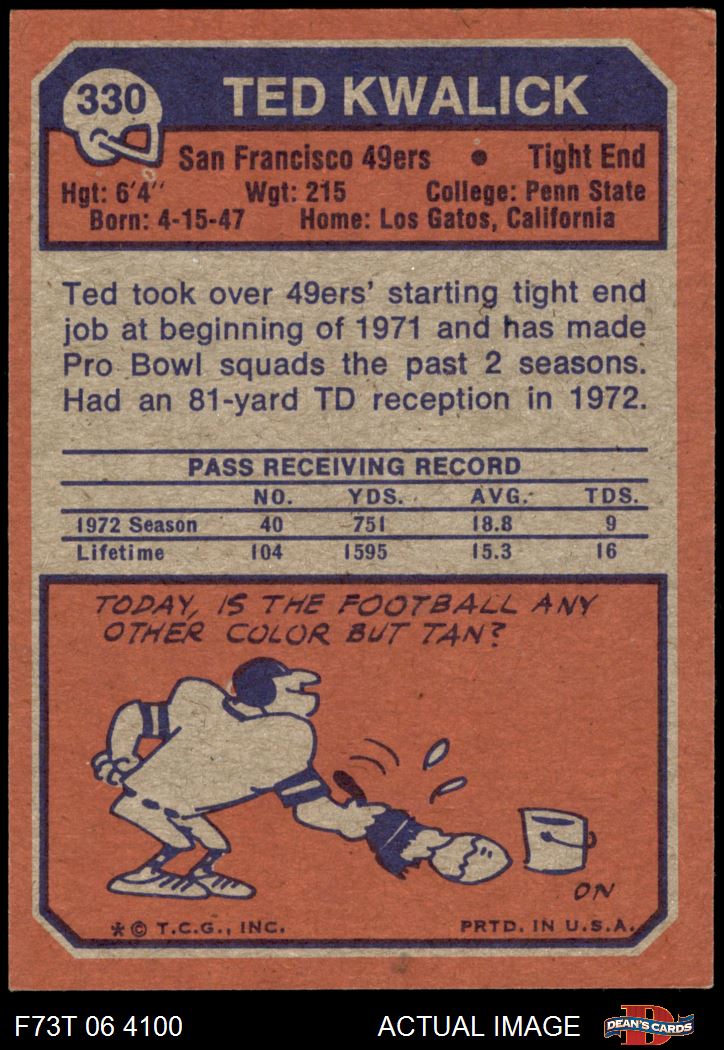 330
TED KWALICK
San Francisco 49ers • Tight End
Hgt: 6'4" Wgt: 215 College: Penn State
Born: 4-15-47 Home: Los Gatos, California
Ted took over 49ers' starting tight end
job at beginning of 1971 and has made
Pro Bowl squads the past 2 seasons.
Had an 81-yard TD reception in 1972.
PASS RECEIVING RECORD
NO. YDS. AVG. TDS.
1972 Season 40 751 18.8 9
Lifetime 104 1595 15.3 16
TODAY, IS THE FOOTBALL ANY
OTHER COLOR BUT TAN?
ON
* © T.C.G., INC. PRTD. IN U.S.A.
F73T 06 4100 ACTUAL IMAGE DEAN'S CARDS